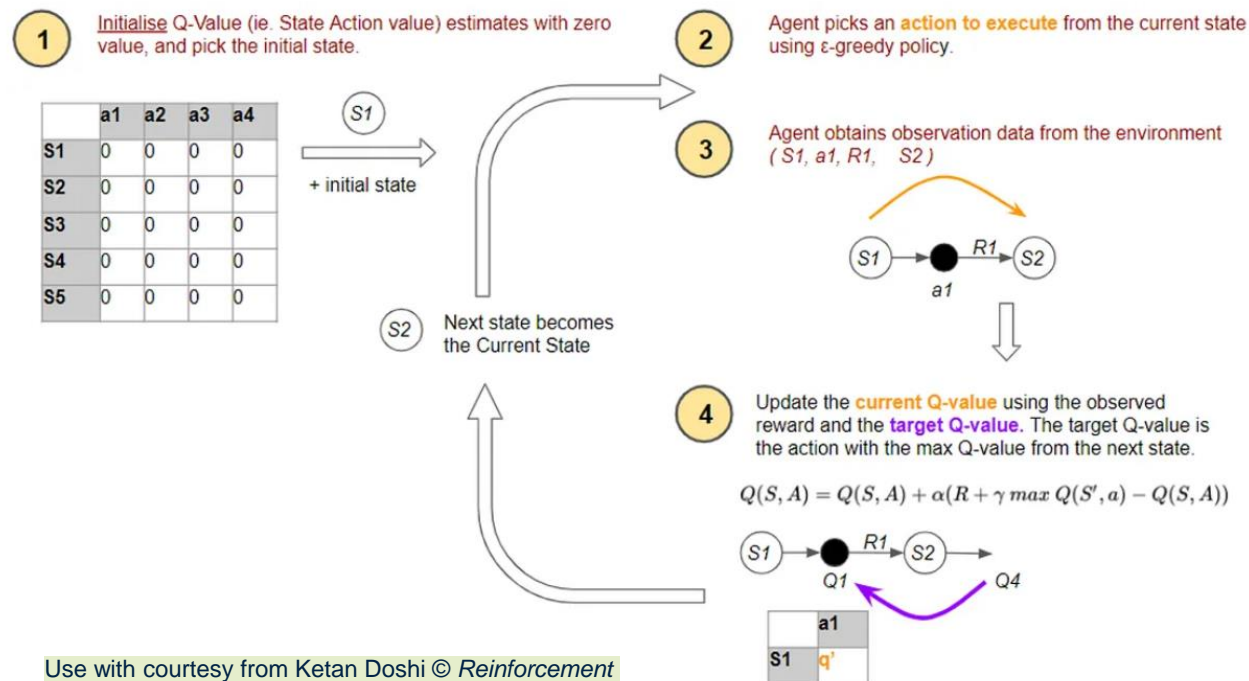 1
Initialise Q-Value (ie. State Action value) estimates with zero
value, and pick the initial state.
a1 a2 a3 a4
S1 0 0 0 0
S2 0 0 0 0
S3 0 0 0 0
S4 0 0 0 0
S5 0 0 0 0
S1
+ initial state
2
Agent picks an action to execute from the current state
using ε-greedy policy.
3
Agent obtains observation data from the environment
( S1, a1, R1, S2 )
S1 R1 S2
a1
S2
Next state becomes
the Current State
4
Update the current Q-value using the observed
reward and the target Q-value. The target Q-value is
the action with the max Q-value from the next state.
Q(S, A) = Q(S, A) + α(R + γ max Q(S', a) − Q(S, A))
S1 R1 S2
Q1 Q4
a1
S1 q'
Use with courtesy from Ketan Doshi © Reinforcement